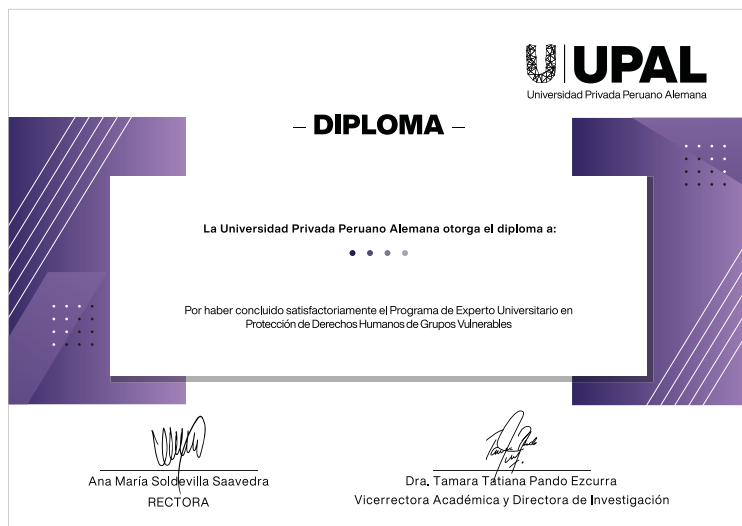 UPAL
Universidad Privada Peruano Alemana
– DIPLOMA –
La Universidad Privada Peruano Alemana otorga el diploma a:
Por haber concluido satisfactoriamente el Programa de Experto Universitario en
Protección de Derechos Humanos de Grupos Vulnerables
Ana María Soldevilla Saavedra
RECTORA
Dra. Tamara Tatiana Pando Ezcurra
Vicerrectora Académica y Directora de Investigación